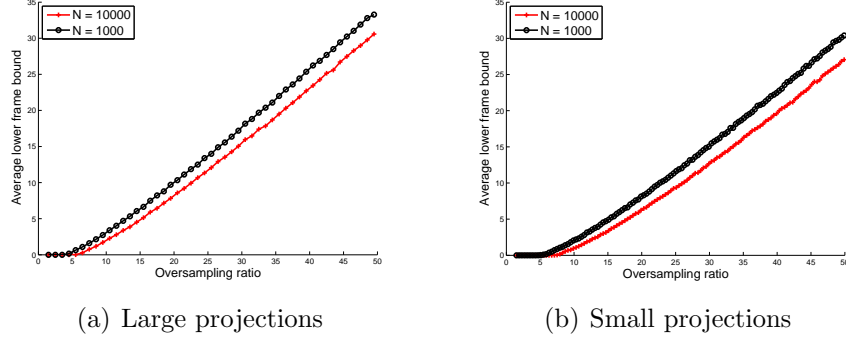 N = 10000
N = 1000
35
30
25
20
15
10
5
0
Average lower frame bound
0 5 10 15 20 25 30 35 40 45 50
Oversampling ratio
(a) Large projections
N = 10000
N = 1000
35
30
25
20
15
10
5
0
Average lower frame bound
0 5 10 15 20 25 30 35 40 45 50
Oversampling ratio
(b) Small projections